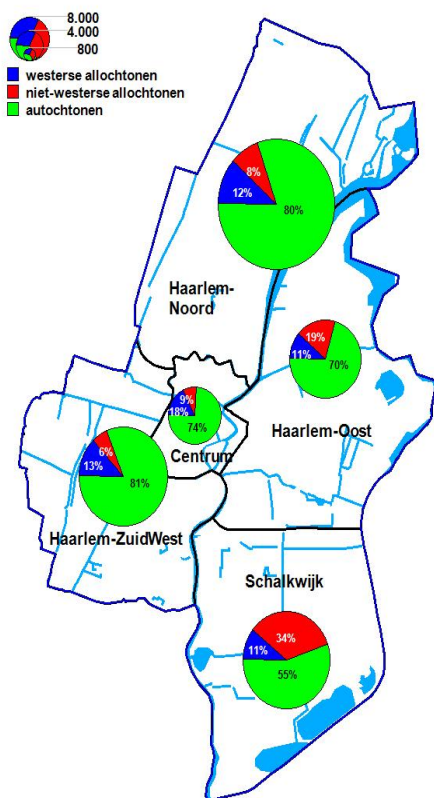 8.000
4.000
800
westerse allochtonen
niet-westerse allochtonen
autochtonen
8%
12%
80%
Haarlem-
Noord
19%
11%
70%
Haarlem-Oost
9%
18%
74%
Centrum
6%
13%
81%
Haarlem-ZuidWest
Schalkwijk
34%
11%
55%